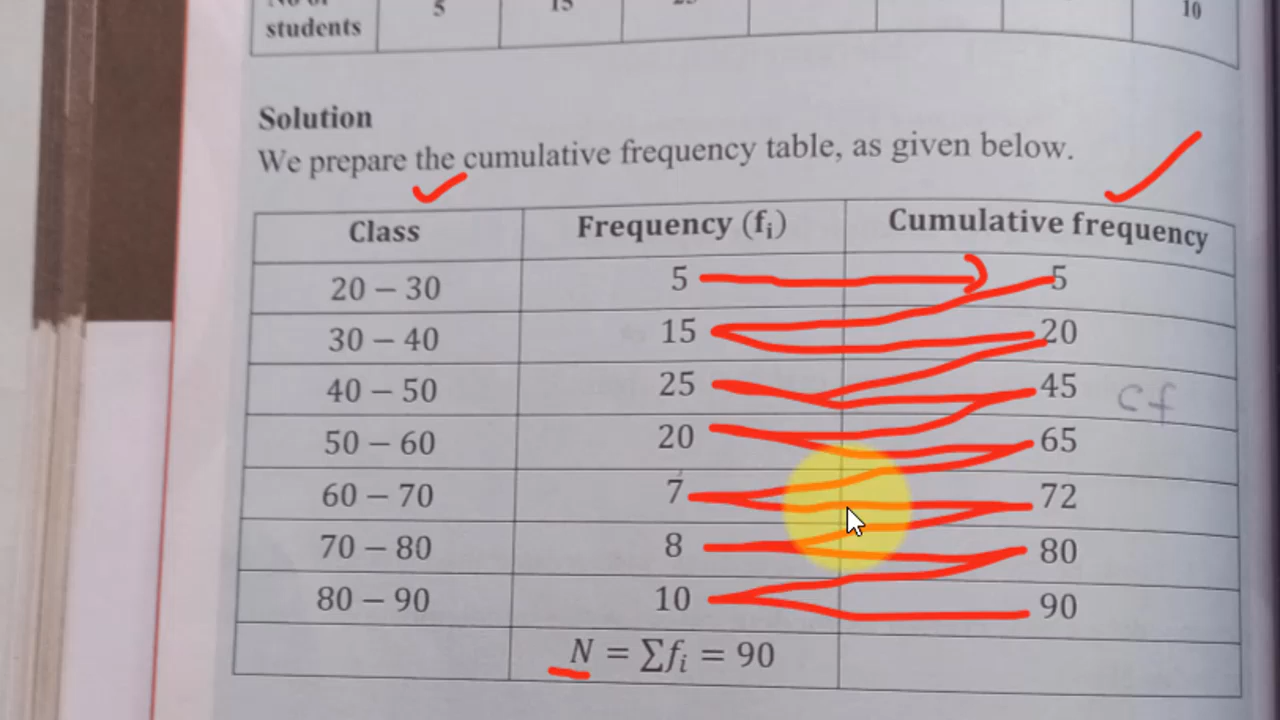 students 5 15 10
Solution
We prepare the cumulative frequency table, as given below.
Class Frequency (fᵢ) Cumulative frequency
20 – 30 5 5
30 – 40 15 20
40 – 50 25 45 cf
50 – 60 20 65
60 – 70 7 72
70 – 80 8 80
80 – 90 10 90
N = ∑fᵢ = 90